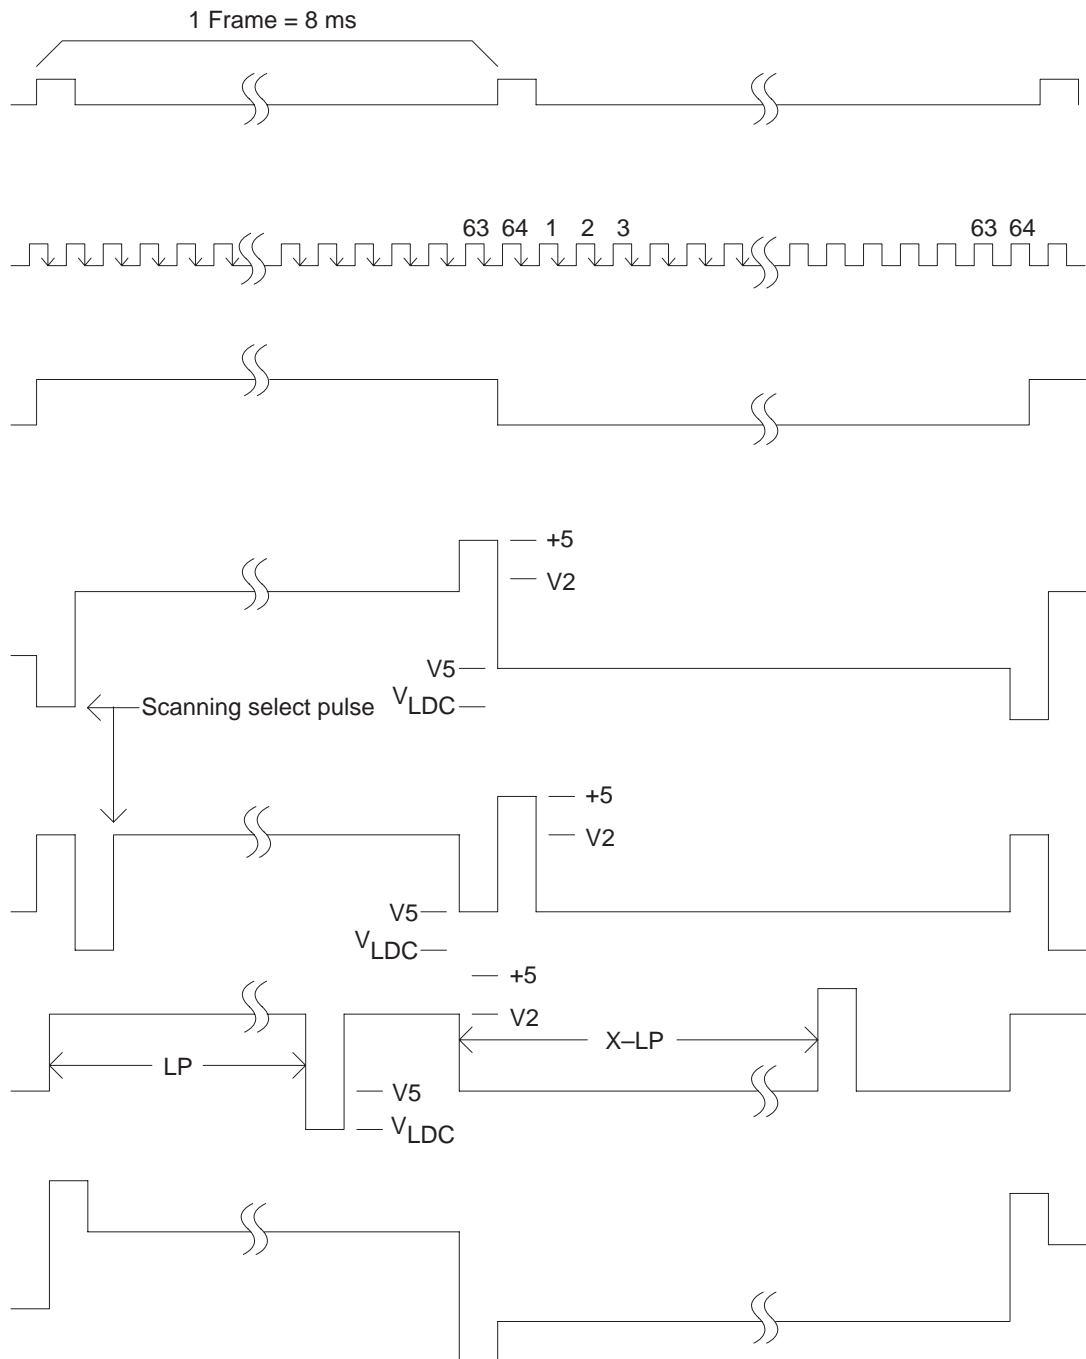 1 Frame = 8 ms
63 64 1 2 3 63 64
+5
V2
V5
VLDC
Scanning select pulse
+5
V2
V5
VLDC
+5
V2
X–LP
LP
V5
VLDC